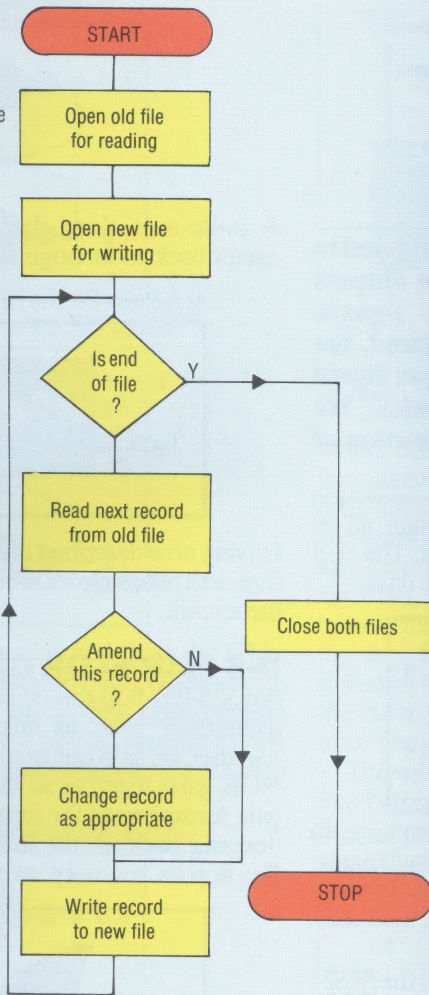 START
e
Open old file
for reading
Open new file
for writing
Is end
of file
?
Y
Read next record
from old file
Amend
this record
?
N
Close both files
Change record
as appropriate
Write record
to new file
STOP